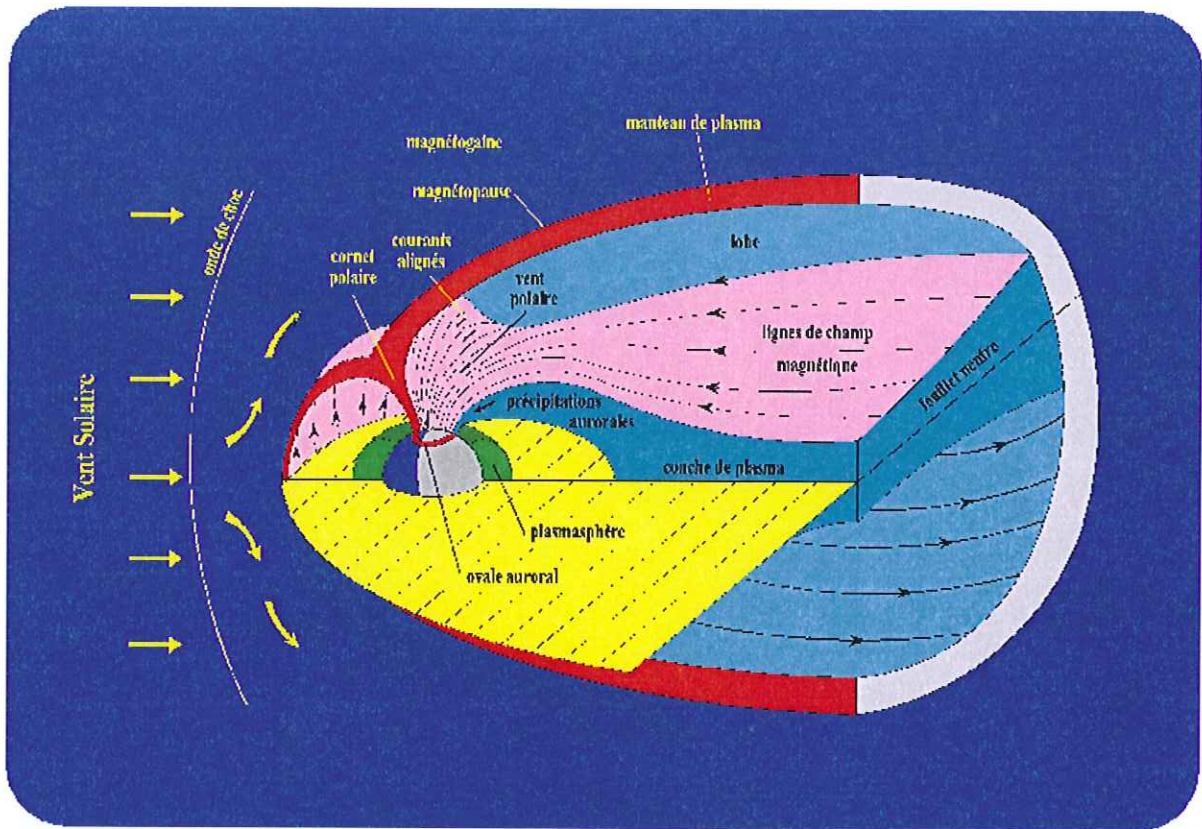 manteau de plasma
magnétogaine
magnétopause
onde de choc
courants
alignés
cornet
polaire
lobe
vent
polaire
lignes de champ
magnétique
feuillet neutre
précipitations
aurorales
Vent Solaire
couche de plasma
plasmasphère
ovale auroral